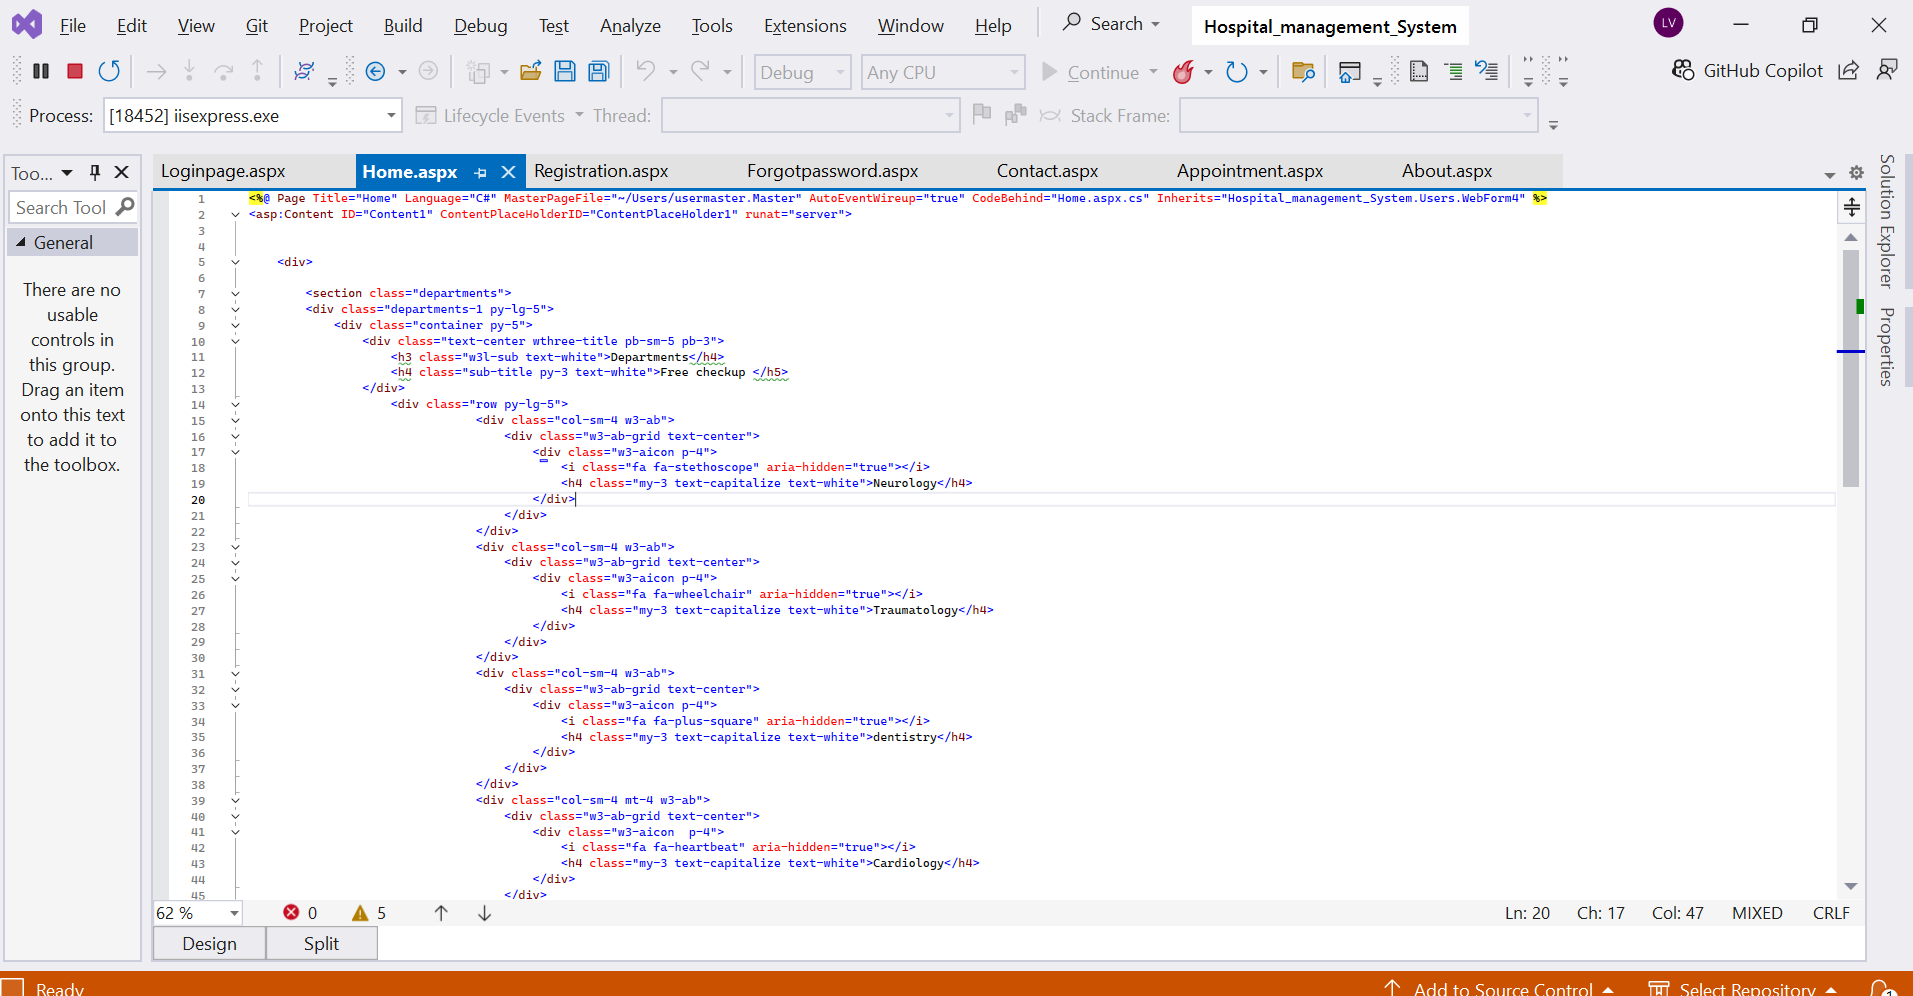 File Edit View Git Project Build Debug Test Analyze Tools Extensions Window Help Search Hospital_management_System LV
Debug Any CPU Continue GitHub Copilot
Process: [18452] iisexpress.exe Lifecycle Events Thread: Stack Frame:
Too... Loginpage.aspx Home.aspx Registration.aspx Forgotpassword.aspx Contact.aspx Appointment.aspx About.aspx
Search Tool
General
There are no
usable
controls in
this group.
Drag an item
onto this text
to add it to
the toolbox.
1 <%@ Page Title="Home" Language="C#" MasterPageFile="~/Users/usermaster.Master" AutoEventWireup="true" CodeBehind="Home.aspx.cs" Inherits="Hospital_management_System.Users.WebForm4" %>
2 <asp:Content ID="Content1" ContentPlaceHolderID="ContentPlaceHolder1" runat="server">
3
4
5 <div>
6
7 <section class="departments">
8 <div class="departments-1 py-lg-5">
9 <div class="container py-5">
10 <div class="text-center wthree-title pb-sm-5 pb-3">
11 <h3 class="w3l-sub text-white">Departments</h4>
12 <h4 class="sub-title py-3 text-white">Free checkup </h5>
13 </div>
14 <div class="row py-lg-5">
15 <div class="col-sm-4 w3-ab">
16 <div class="w3-ab-grid text-center">
17 <div class="w3-aicon p-4">
18 <i class="fa fa-stethoscope" aria-hidden="true"></i>
19 <h4 class="my-3 text-capitalize text-white">Neurology</h4>
20 </div>
21 </div>
22 </div>
23 <div class="col-sm-4 w3-ab">
24 <div class="w3-ab-grid text-center">
25 <div class="w3-aicon p-4">
26 <i class="fa fa-wheelchair" aria-hidden="true"></i>
27 <h4 class="my-3 text-capitalize text-white">Traumatology</h4>
28 </div>
29 </div>
30 </div>
31 <div class="col-sm-4 w3-ab">
32 <div class="w3-ab-grid text-center">
33 <div class="w3-aicon p-4">
34 <i class="fa fa-plus-square" aria-hidden="true"></i>
35 <h4 class="my-3 text-capitalize text-white">dentistry</h4>
36 </div>
37 </div>
38 </div>
39 <div class="col-sm-4 mt-4 w3-ab">
40 <div class="w3-ab-grid text-center">
41 <div class="w3-aicon  p-4">
42 <i class="fa fa-heartbeat" aria-hidden="true"></i>
43 <h4 class="my-3 text-capitalize text-white">Cardiology</h4>
44 </div>
45 </div>
Solution Explorer
Properties
62 % 0 5 Ln: 20 Ch: 17 Col: 47 MIXED CRLF
Design Split
Ready Add to Source Control Select Repository 1